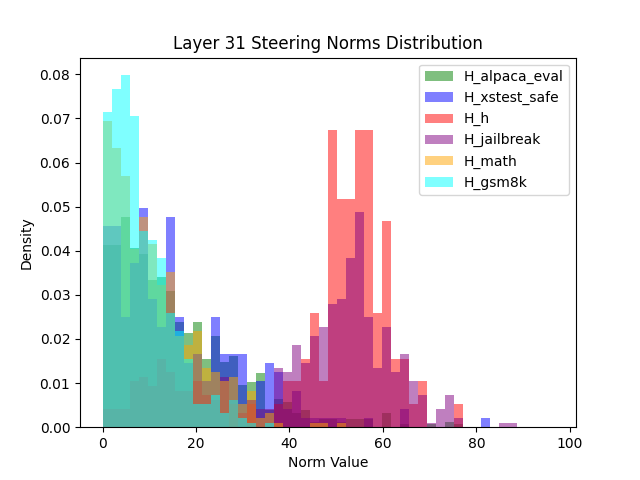 Layer 31 Steering Norms Distribution
H_alpaca_eval
H_xstest_safe
H_h
H_jailbreak
H_math
H_gsm8k
0.08
0.07
0.06
0.05
0.04
0.03
0.02
0.01
0.00
Density
0 20 40 60 80 100
Norm Value